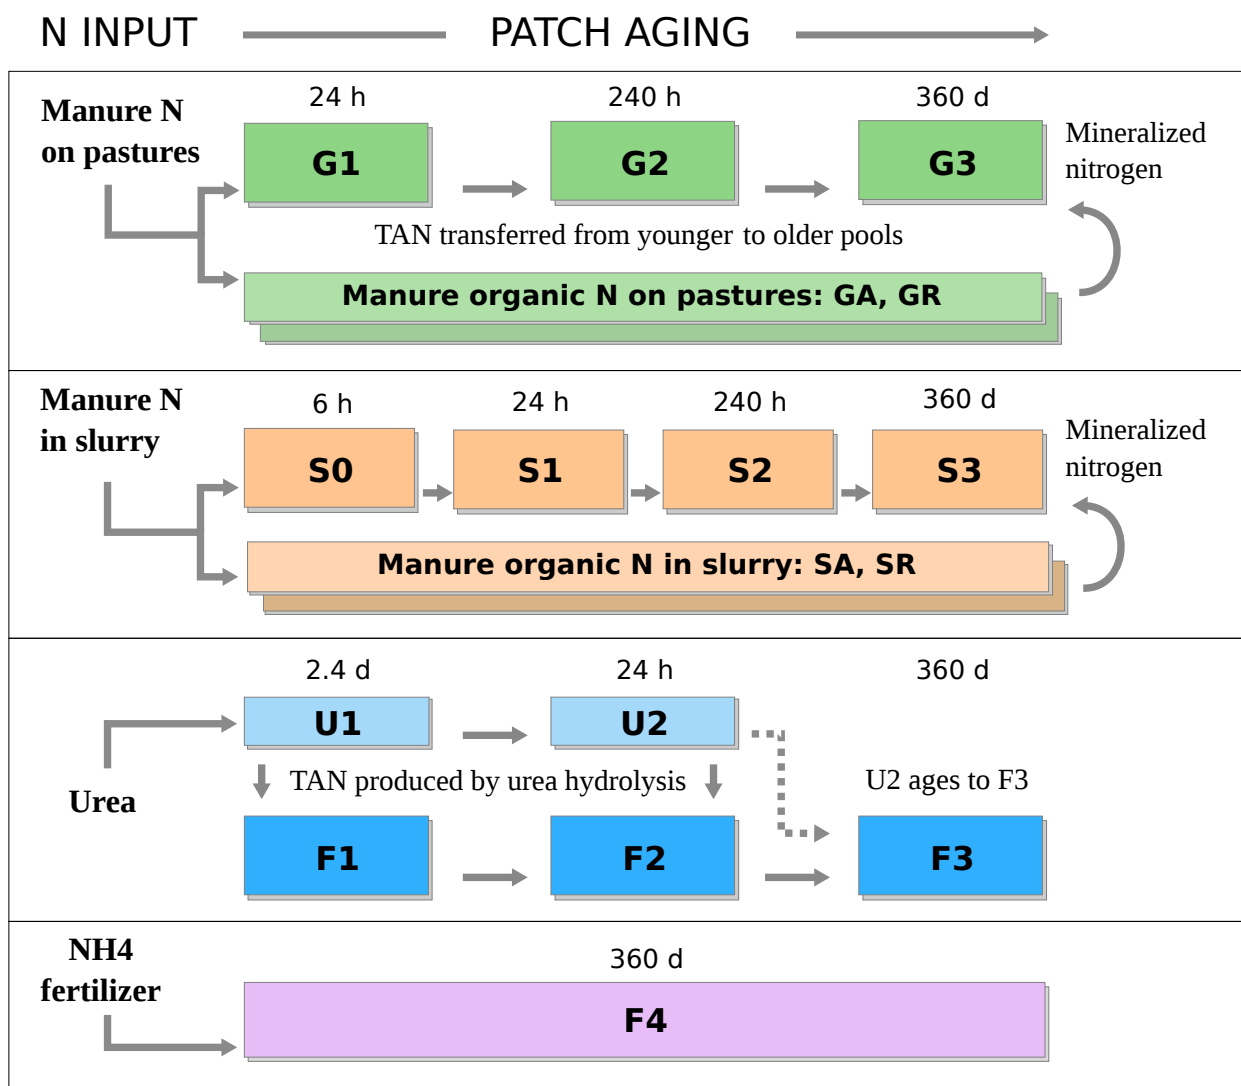 N INPUT
PATCH AGING
Manure N
on pastures
24 h
240 h
360 d
G1
G2
G3
Mineralized
nitrogen
TAN transferred from younger to older pools
Manure organic N on pastures: GA, GR
Manure N
in slurry
6 h
24 h
240 h
360 d
S0
S1
S2
S3
Mineralized
nitrogen
Manure organic N in slurry: SA, SR
Urea
2.4 d
24 h
360 d
U1
U2
TAN produced by urea hydrolysis
U2 ages to F3
F1
F2
F3
NH4
fertilizer
360 d
F4